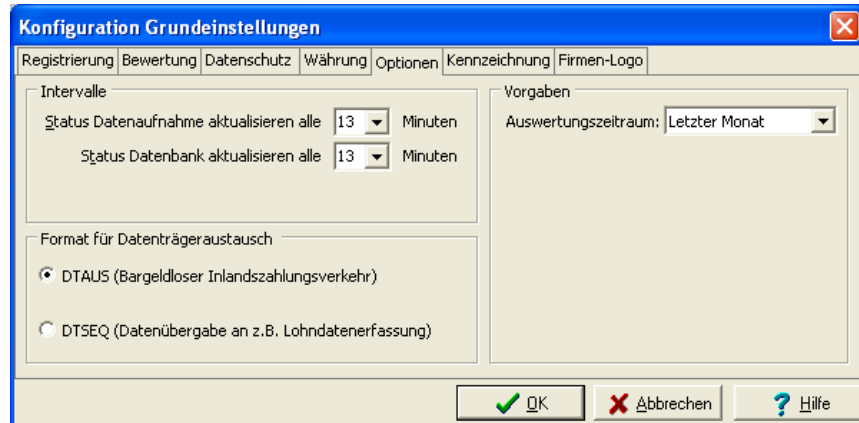 Konfiguration Grundeinstellungen
Registrierung Bewertung Datenschutz Währung Optionen Kennzeichnung Firmen-Logo
Intervalle
Status Datenaufnahme aktualisieren alle 13 Minuten
Status Datenbank aktualisieren alle 13 Minuten
Format für Datenträgeraustausch
DTAUS (Bargeldloser Inlandszahlungsverkehr)
DTSEQ (Datenübergabe an z.B. Lohndatenerfassung)
Vorgaben
Auswertungszeitraum: Letzter Monat
OK Abbrechen Hilfe